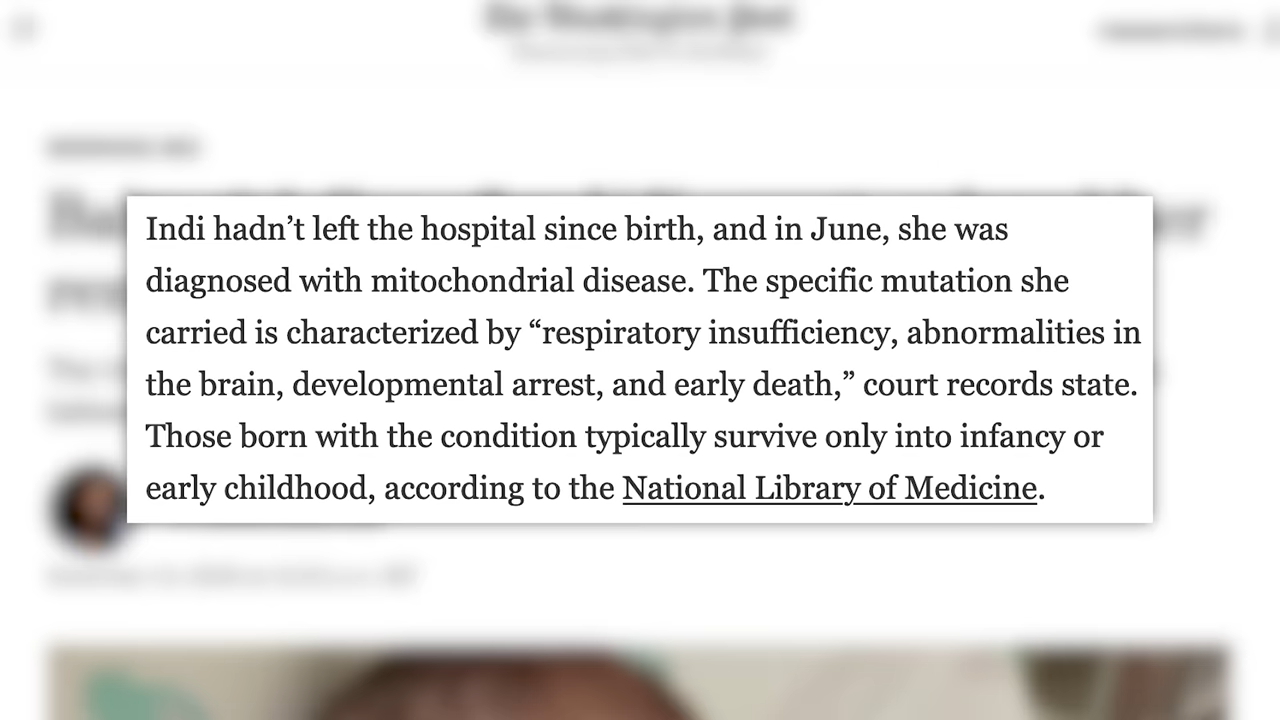 The Washington Post
Indi hadn’t left the hospital since birth, and in June, she was
diagnosed with mitochondrial disease. The specific mutation she
carried is characterized by “respiratory insufficiency, abnormalities in
the brain, developmental arrest, and early death,” court records state.
Those born with the condition typically survive only into infancy or
early childhood, according to the National Library of Medicine.